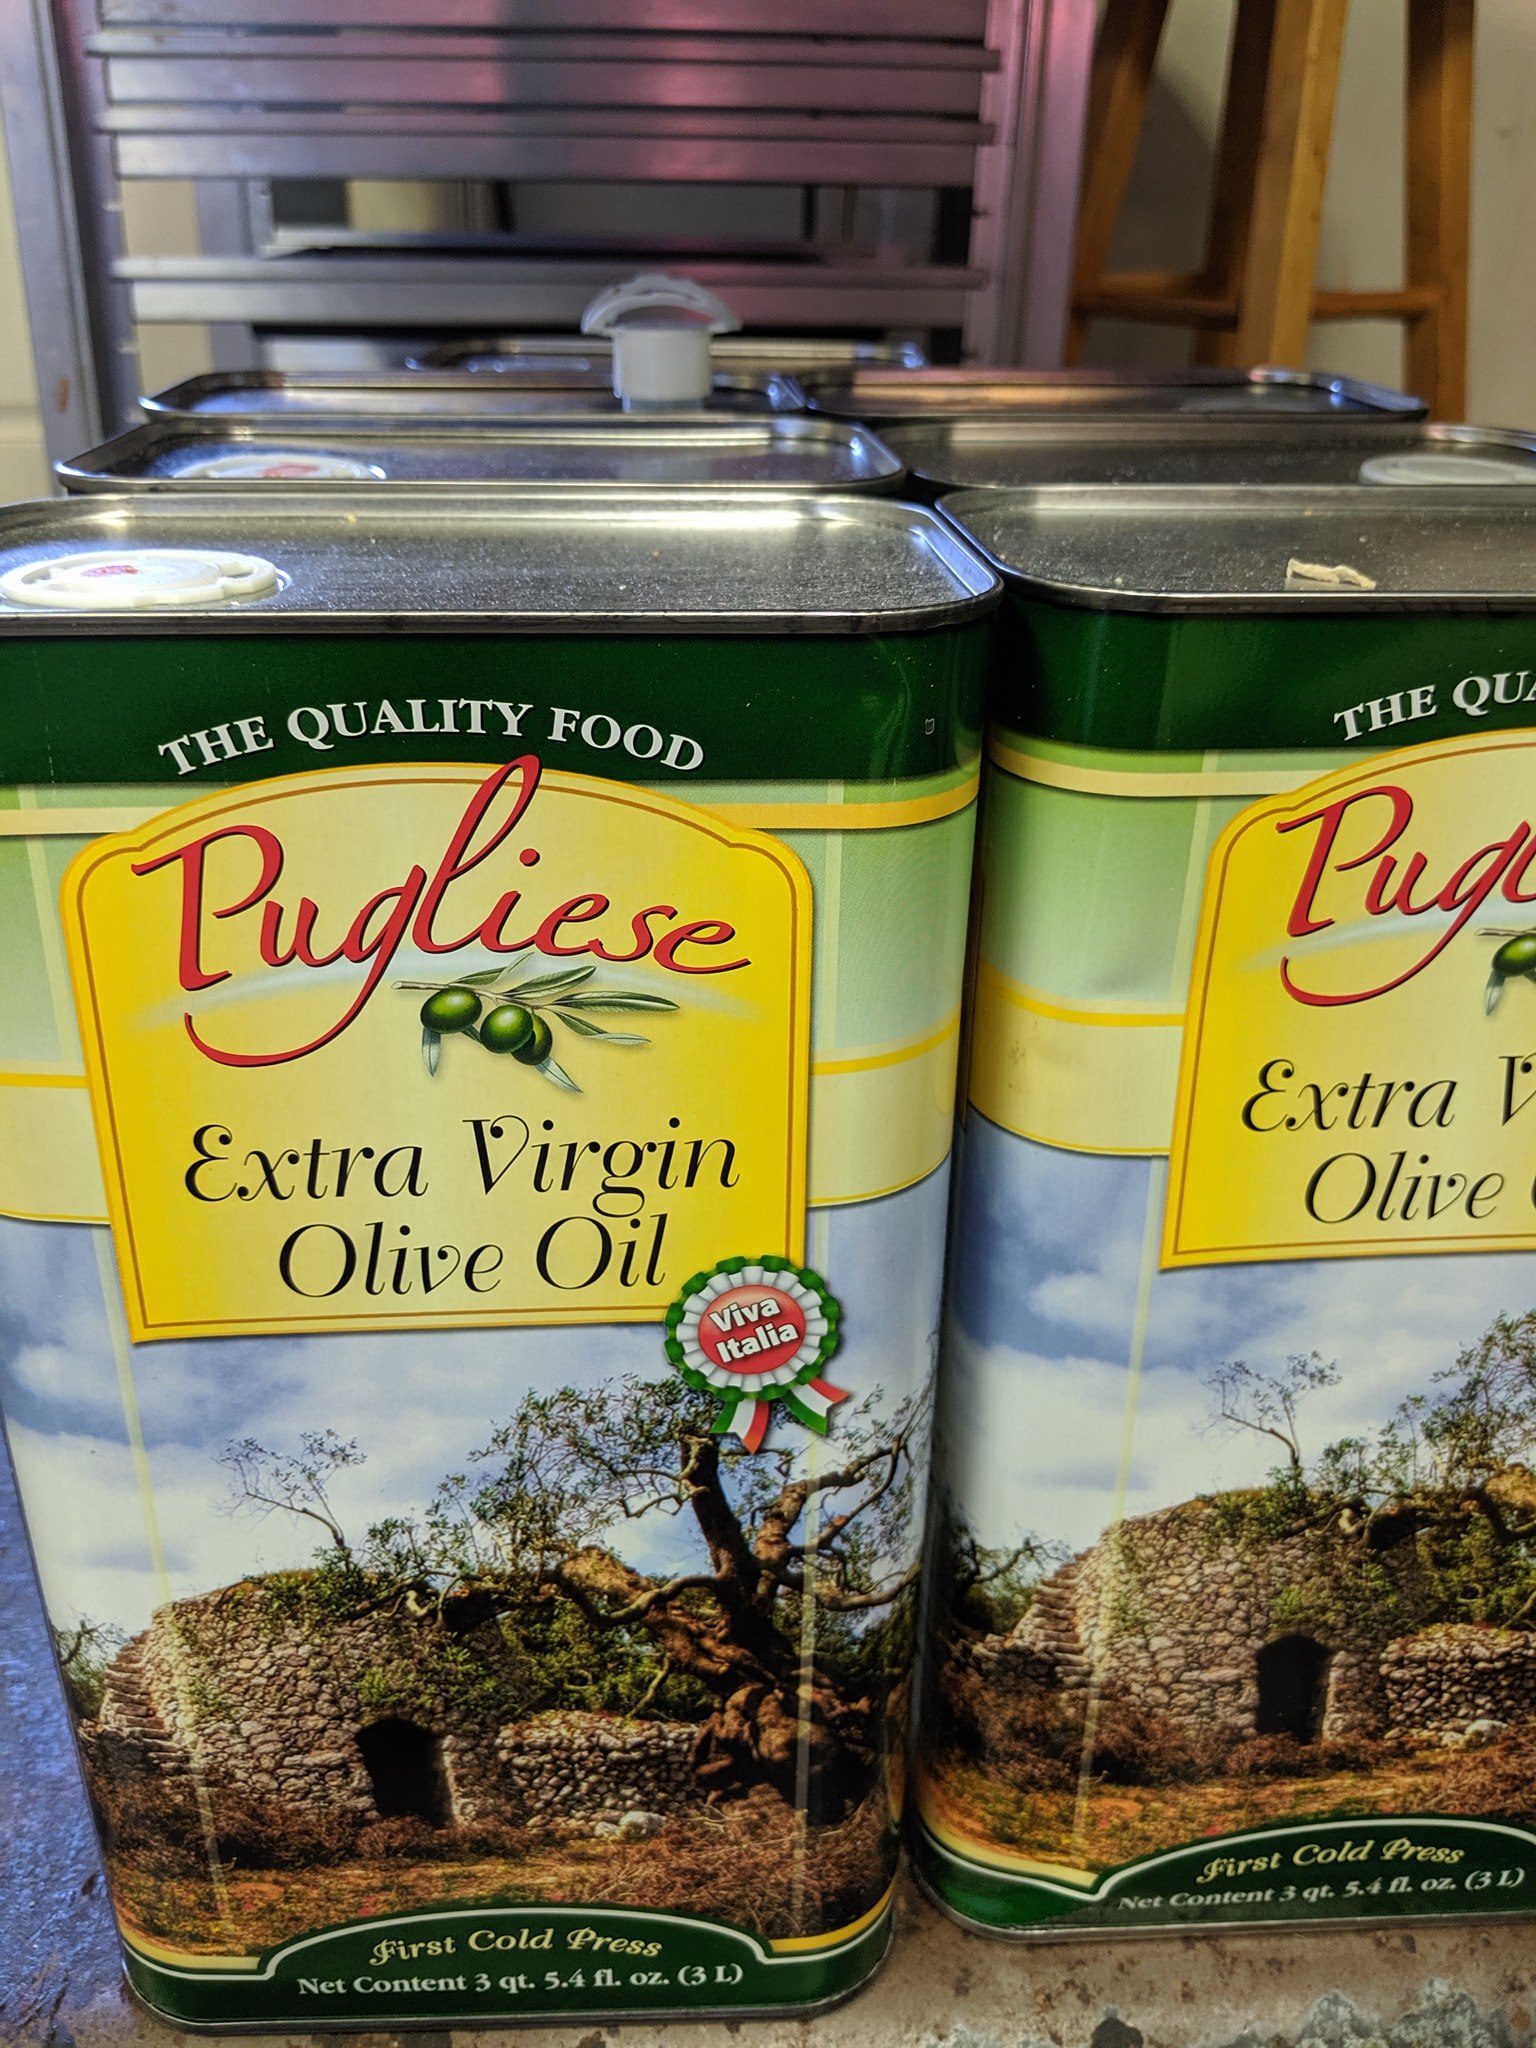 THE QUALITY FOOD
Pugliese
Extra Virgin
Olive Oil
Viva
Italia
First Cold Press
Net Content 3 qt. 5.4 fl. oz. (3 L)
THE QUA
Pugl
Extra V
Olive
First Cold Press
Net Content 3 qt. 5.4 fl. oz. (3 L)